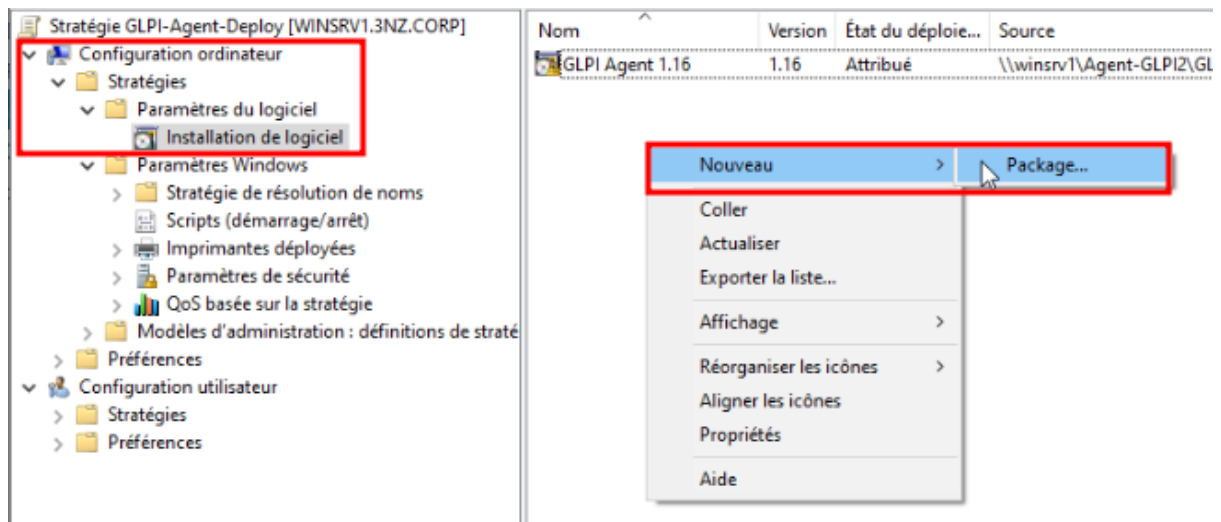 Stratégie GLPI-Agent-Deploy [WINSRV1.3NZ.CORP]
Configuration ordinateur
Stratégies
Paramètres du logiciel
Installation de logiciel
Paramètres Windows
Stratégie de résolution de noms
Scripts (démarrage/arrêt)
Imprimantes déployées
Paramètres de sécurité
QoS basée sur la stratégie
Modèles d'administration : définitions de straté
Préférences
Configuration utilisateur
Stratégies
Préférences
Nom Version État du déploie... Source
GLPI Agent 1.16 1.16 Attribué \\winsrv1\Agent-GLPI2\GL
Nouveau > Package...
Coller
Actualiser
Exporter la liste...
Affichage >
Réorganiser les icônes >
Aligner les icônes
Propriétés
Aide